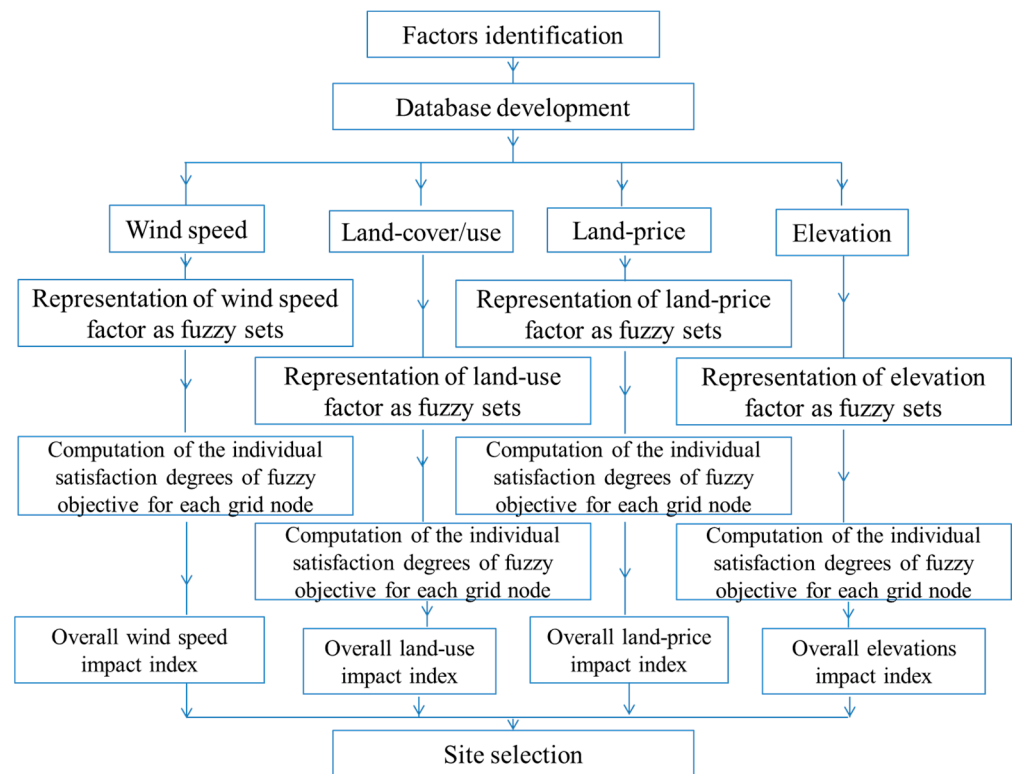 Factors identification
Database development
Wind speed
Land-cover/use
Land-price
Elevation
Representation of wind speed
factor as fuzzy sets
Representation of land-price
factor as fuzzy sets
Representation of land-use
factor as fuzzy sets
Representation of elevation
factor as fuzzy sets
Computation of the individual
satisfaction degrees of fuzzy
objective for each grid node
Computation of the individual
satisfaction degrees of fuzzy
objective for each grid node
Computation of the individual
satisfaction degrees of fuzzy
objective for each grid node
Computation of the individual
satisfaction degrees of fuzzy
objective for each grid node
Overall wind speed
impact index
Overall land-use
impact index
Overall land-price
impact index
Overall elevations
impact index
Site selection